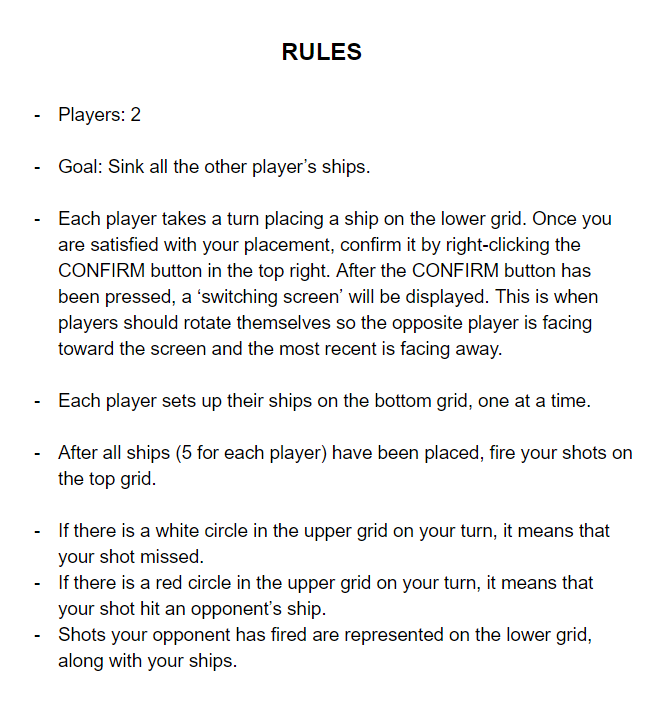 RULES
- Players: 2
- Goal: Sink all the other player’s ships.
- Each player takes a turn placing a ship on the lower grid. Once you
are satisfied with your placement, confirm it by right-clicking the
CONFIRM button in the top right. After the CONFIRM button has
been pressed, a ‘switching screen’ will be displayed. This is when
players should rotate themselves so the opposite player is facing
toward the screen and the most recent is facing away.
- Each player sets up their ships on the bottom grid, one at a time.
- After all ships (5 for each player) have been placed, fire your shots on
the top grid.
- If there is a white circle in the upper grid on your turn, it means that
your shot missed.
- If there is a red circle in the upper grid on your turn, it means that
your shot hit an opponent’s ship.
- Shots your opponent has fired are represented on the lower grid,
along with your ships.